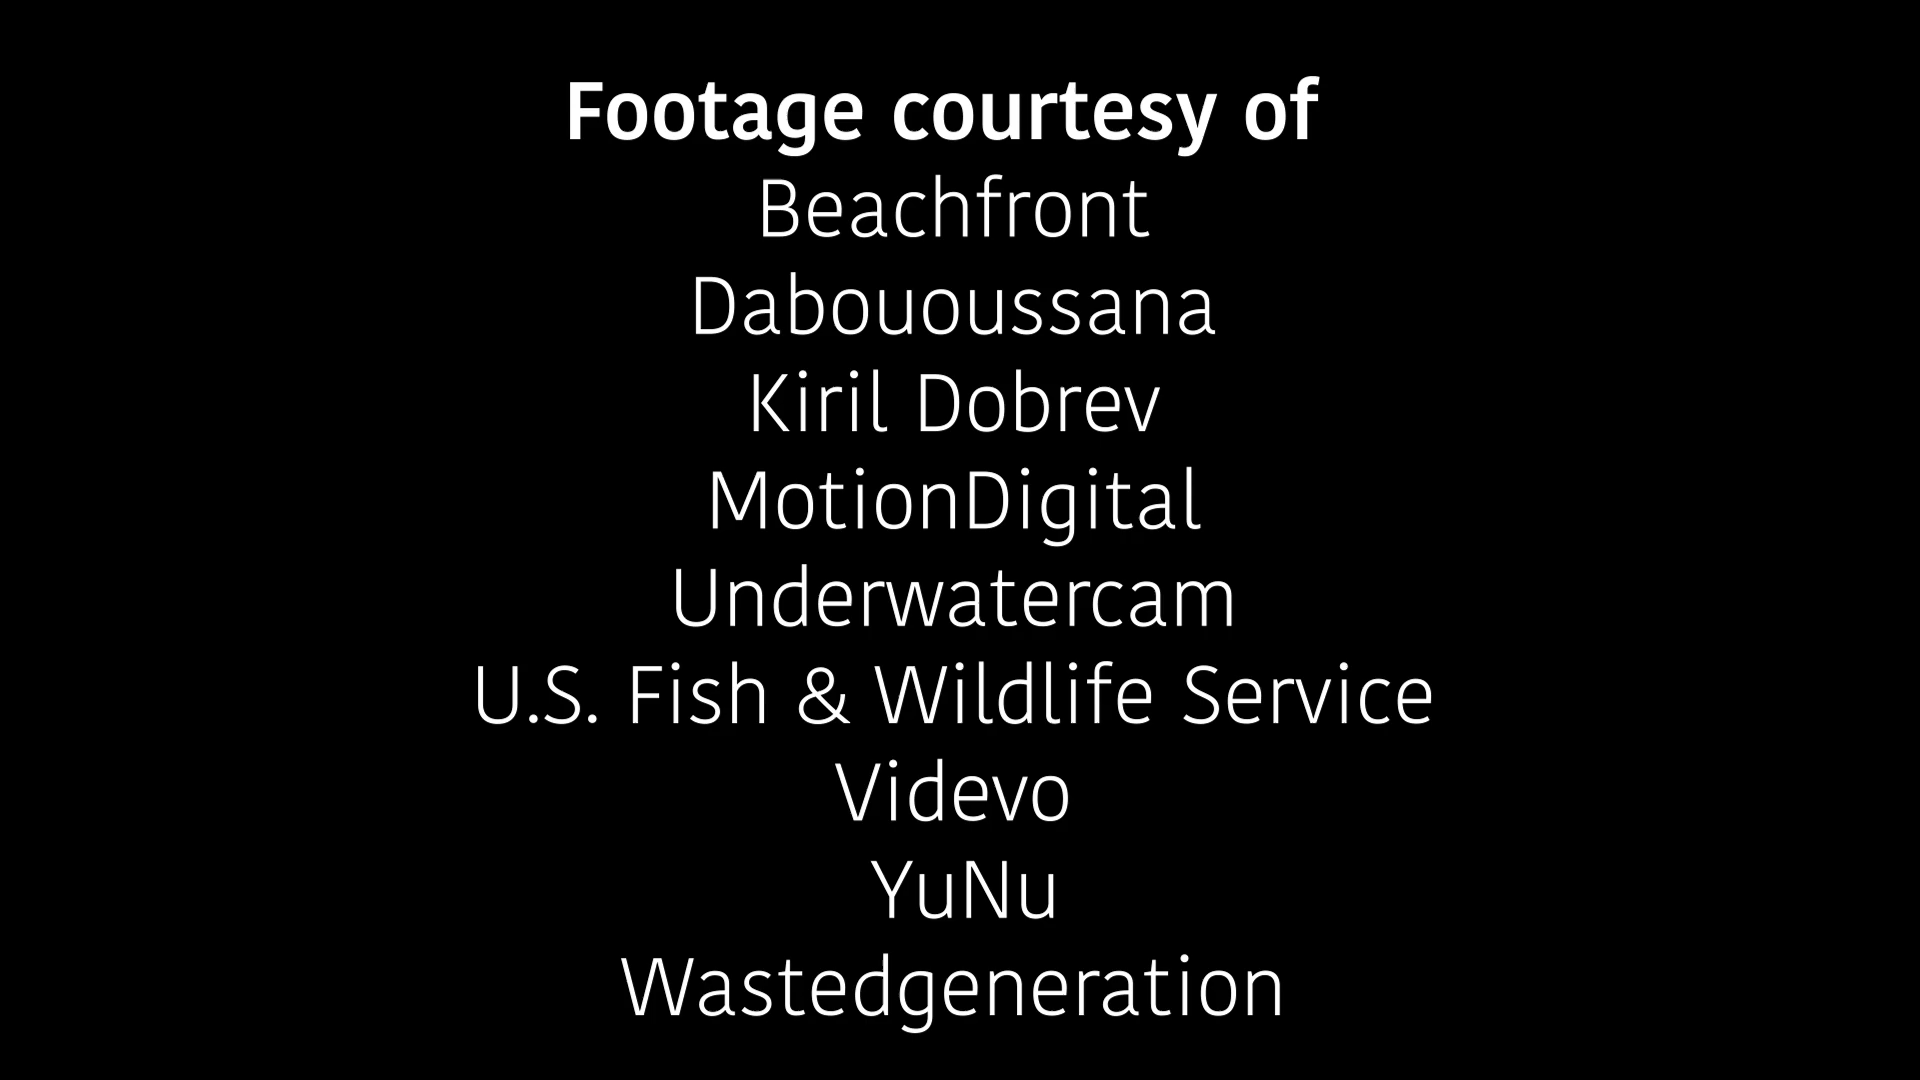 Footage courtesy of
Beachfront
Dabououssana
Kiril Dobrev
MotionDigital
Underwatercam
U.S. Fish & Wildlife Service
Videvo
YuNu
Wastedgeneration